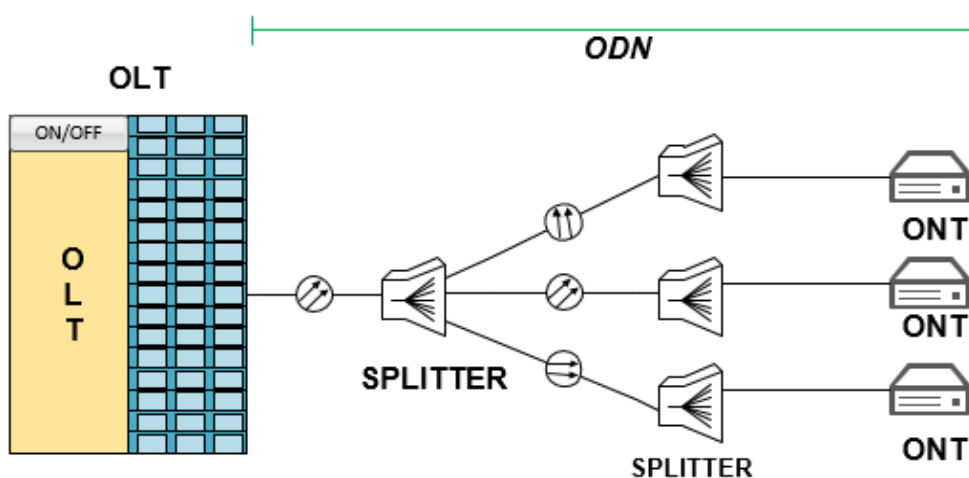 ODN
OLT
ON/OFF
O
L
T
SPLITTER
SPLITTER
ONT
ONT
ONT